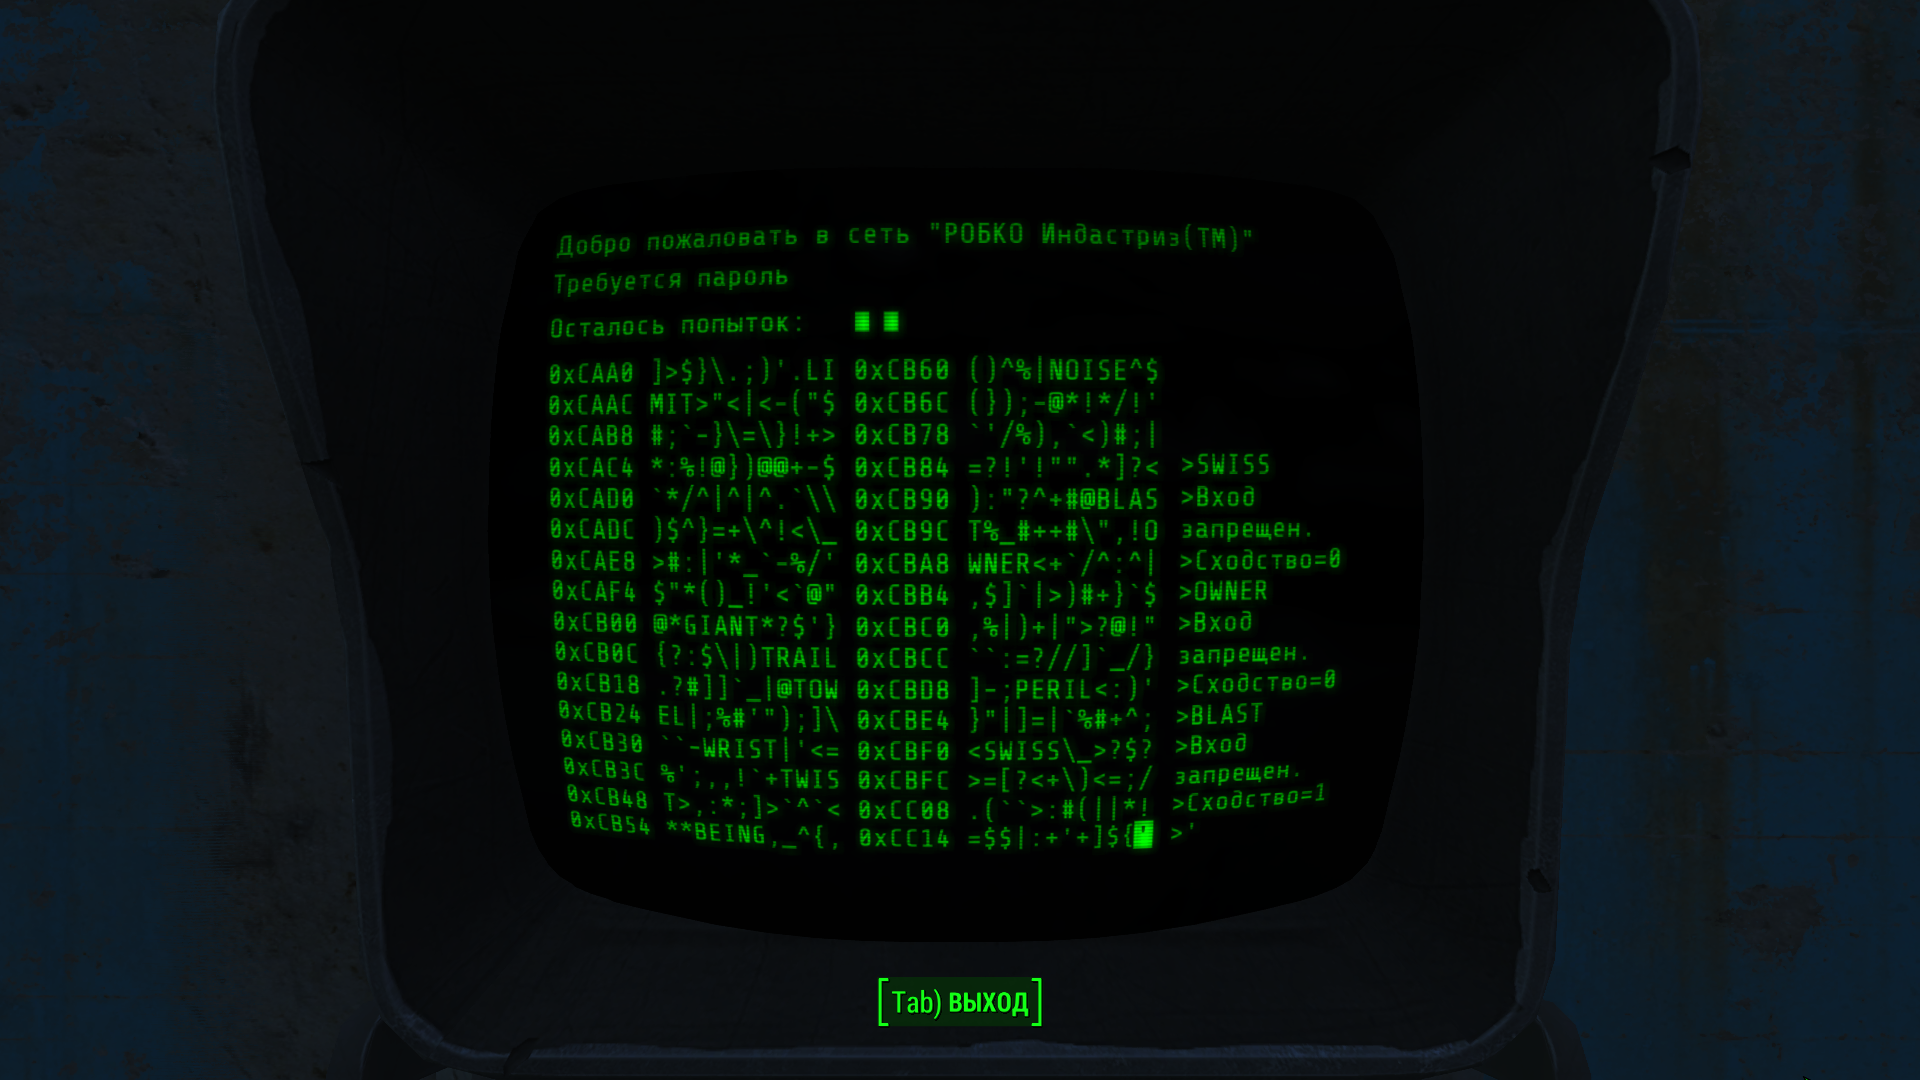 Добро пожаловать в сеть "РОБКО Индастриз(ТМ)"
Требуется пароль
Осталось попыток:
0xCAA0 ]>$}\.;)'.LI 0xCB60 ()^%|NOISE^$
0xCAAC MIT>"<|<-("$ 0xCB6C (});-@*!*/!'
0xCAB8 #;`-}\=\}!+> 0xCB78 `'/%),`<)#;|
0xCAC4 *:%!@})@@+-$ 0xCB84 =?!'!"".*]?< >SWISS
0xCAD0 `*/^|^|^.`\\ 0xCB90 ):"?^+#@BLAS >Вход
0xCADC )$^}=+\^!<\_ 0xCB9C T%_#++#\",!O запрещен.
0xCAE8 >#:|'*_`-%/' 0xCBA8 WNER<+`/^:^| >Сходство=0
0xCAF4 $"*()_!'<`@" 0xCBB4 ,$]`|>)#+}`$ >OWNER
0xCB00 @*GIANT*?$'} 0xCBC0 ,%|)+|">?@!" >Вход
0xCB0C {?:$\|)TRAIL 0xCBCC ``:=?//]`_/} запрещен.
0xCB18 .?#]]`_|@TOW 0xCBD8 ]-;PERIL<:)' >Сходство=0
0xCB24 EL|;%#'");]\ 0xCBE4 }"|]=|`%#+^; >BLAST
0xCB30 ``-WRIST|'<= 0xCBF0 <SWISS\_>?$? >Вход
0xCB3C %';,,!`+TWIS 0xCBFC >=[?<+\)<=;/ запрещен.
0xCB48 T>,:*;]>`^`< 0xCC08 .(``>:#(||*! >Сходство=1
0xCB54 **BEING,_^{, 0xCC14 =$$|:+'+]${' >'
Tab) ВЫХОД